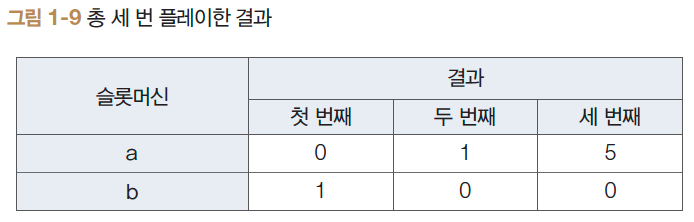 그림 1-9 총 세 번 플레이한 결과
슬롯머신 결과
첫 번째 두 번째 세 번째
a 0 1 5
b 1 0 0